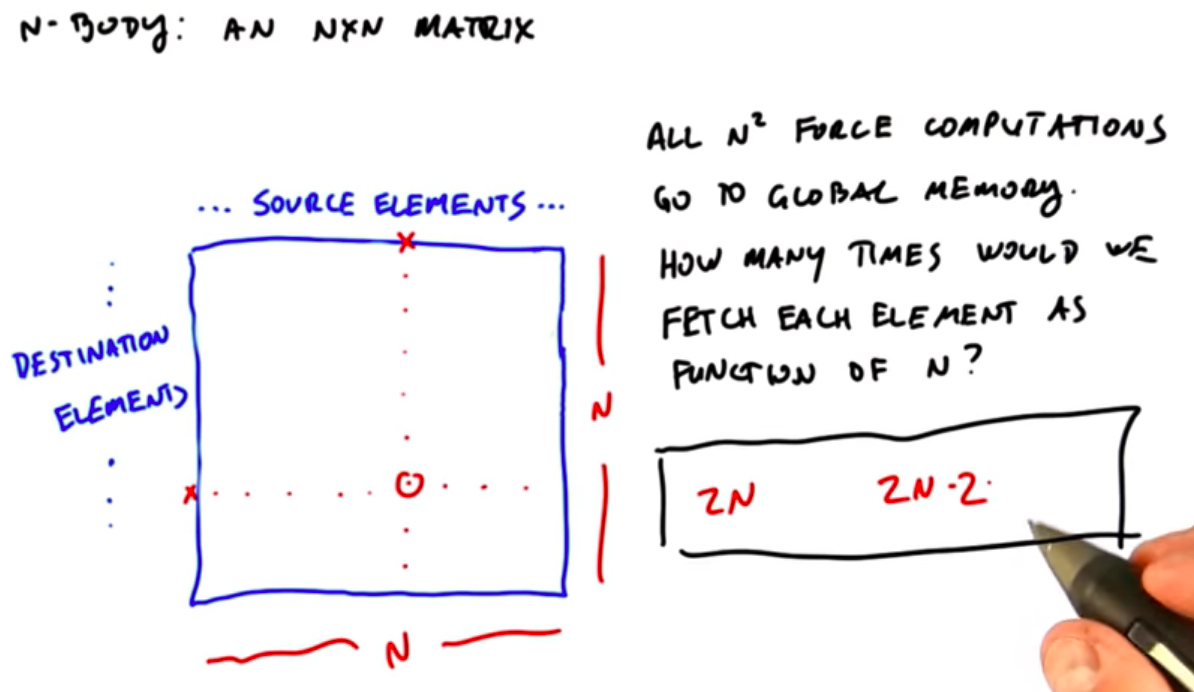 N-BODY: AN NXN MATRIX
ALL N² FORCE COMPUTATIONS
GO TO GLOBAL MEMORY.
HOW MANY TIMES WOULD WE
FETCH EACH ELEMENT AS
FUNCTION OF N?
... SOURCE ELEMENTS ...
DESTINATION
ELEMENTS
N
N
2N 2N-2